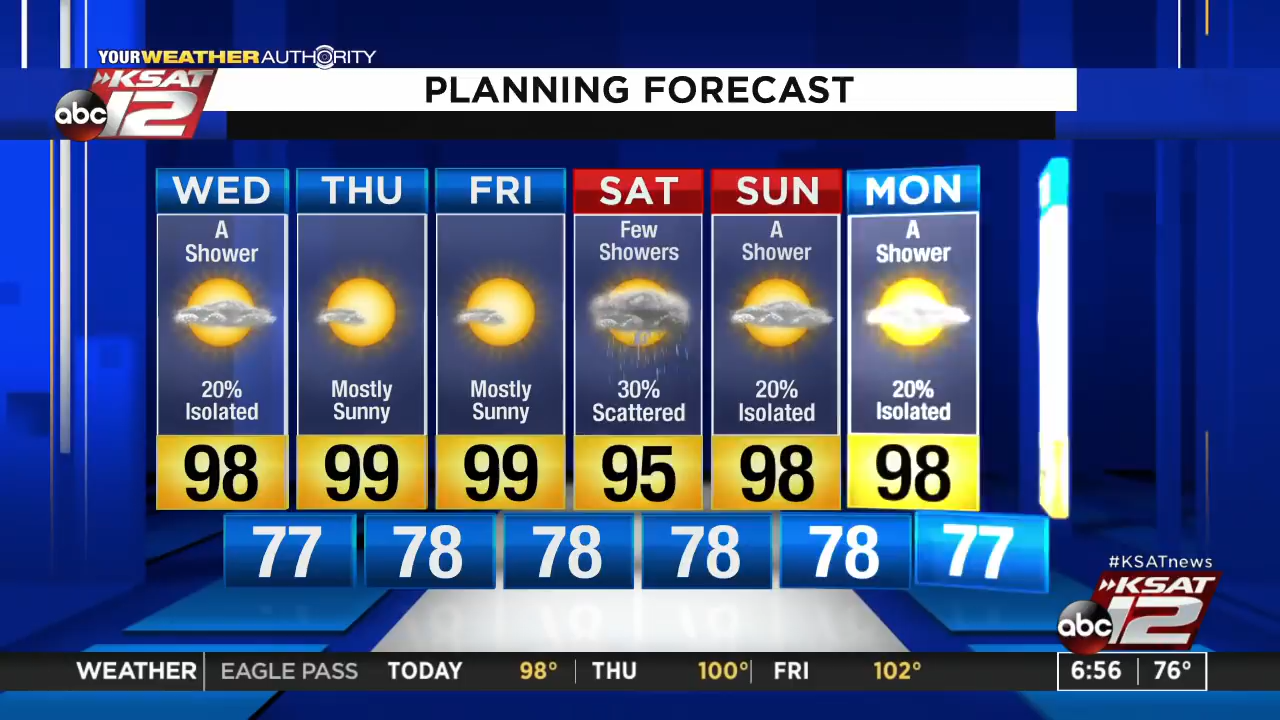 YOUR WEATHER AUTHORITY
KSAT
abc 12
PLANNING FORECAST
WED THU FRI SAT SUN MON
A Shower
Few Showers
A Shower
A Shower
20% Isolated
Mostly Sunny
Mostly Sunny
30% Scattered
20% Isolated
20% Isolated
98 99 99 95 98 98
77 78 78 78 78 77
#KSATnews
KSAT
abc 12
WEATHER EAGLE PASS TODAY 98° THU 100° FRI 102° 6:56 76°